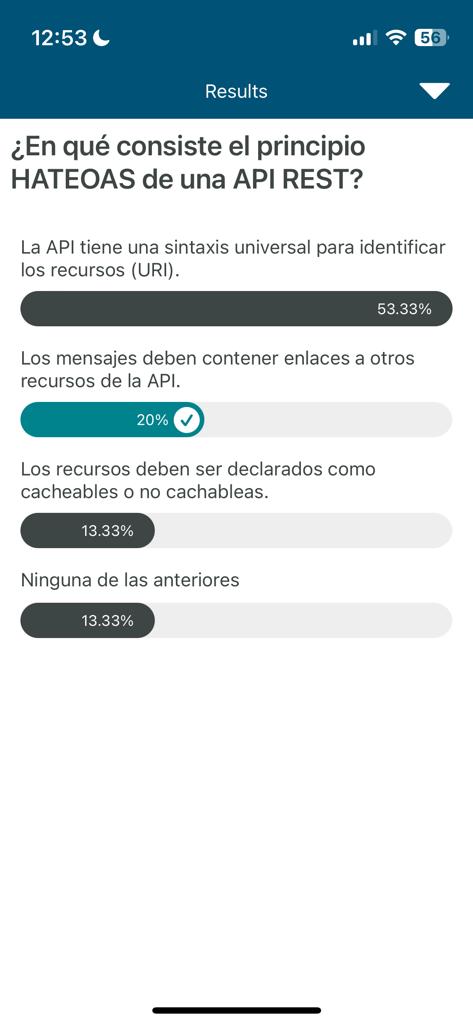 12:53
56
Results
¿En qué consiste el principio
HATEOAS de una API REST?
La API tiene una sintaxis universal para identificar
los recursos (URI).
53.33%
Los mensajes deben contener enlaces a otros
recursos de la API.
20%
Los recursos deben ser declarados como
cacheables o no cachableas.
13.33%
Ninguna de las anteriores
13.33%